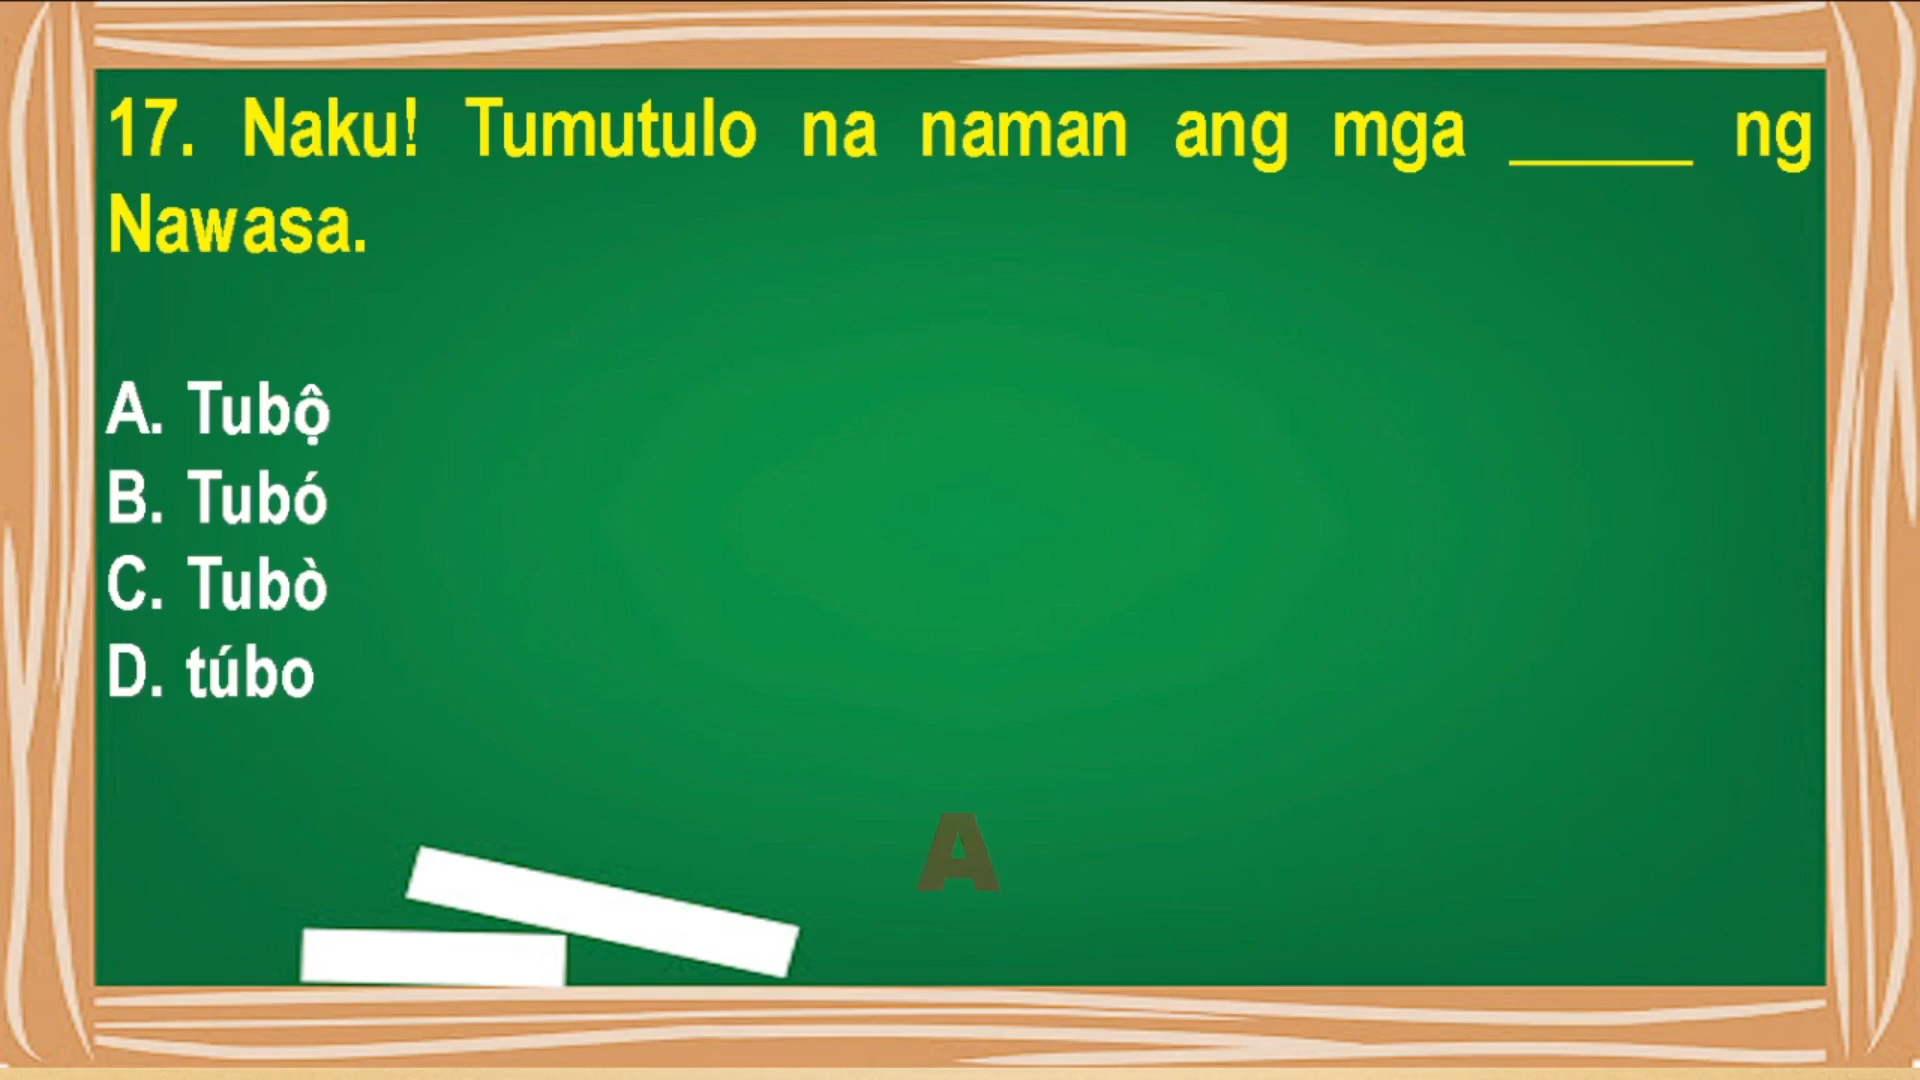 17. Naku! Tumutulo na naman ang mga _____ ng
Nawasa.
A. Tubộ
B. Tubó
C. Tubò
D. túbo
A